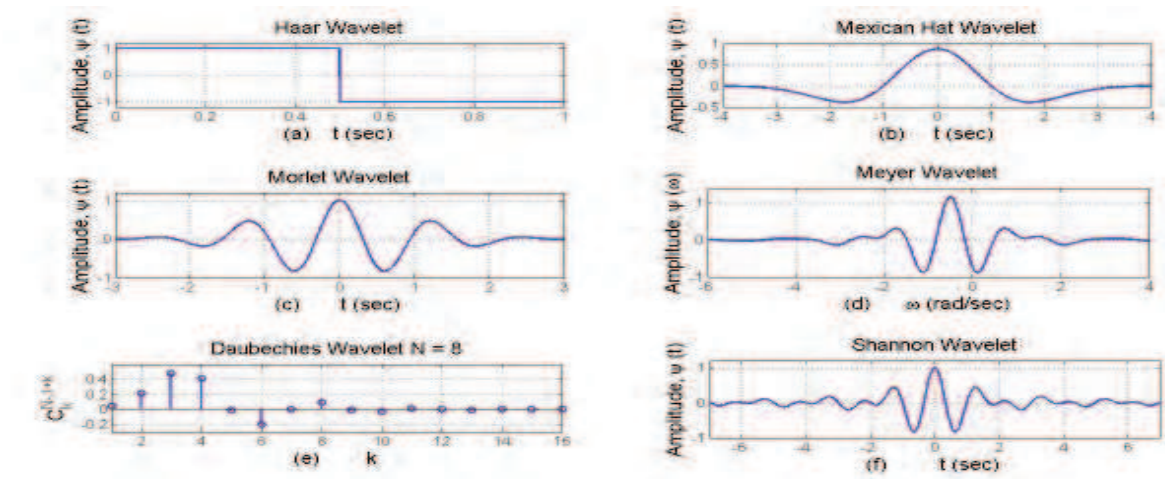 Haar Wavelet
Amplitude, ψ (t)
1
0
-1
0 0.2 0.4 0.6 0.8 1
(a) t (sec)
Mexican Hat Wavelet
Amplitude, ψ (t)
1
0.5
0
-0.5
-4 -3 -2 -1 0 1 2 3 4
(b) t (sec)
Morlet Wavelet
Amplitude, ψ (t)
1
0
-1
-3 -2 -1 0 1 2 3
(c) t (sec)
Meyer Wavelet
Amplitude, ψ (ω)
1
0
-1
-6 -4 -2 0 2 4
(d) ω (rad/sec)
Daubechies Wavelet N = 8
0.4
0.2
0
-0.2
2 4 6 8 10 12 14 16
(e) k
Shannon Wavelet
Amplitude, ψ (t)
1
0
-1
-6 -4 -2 0 2 4 6
(f) t (sec)